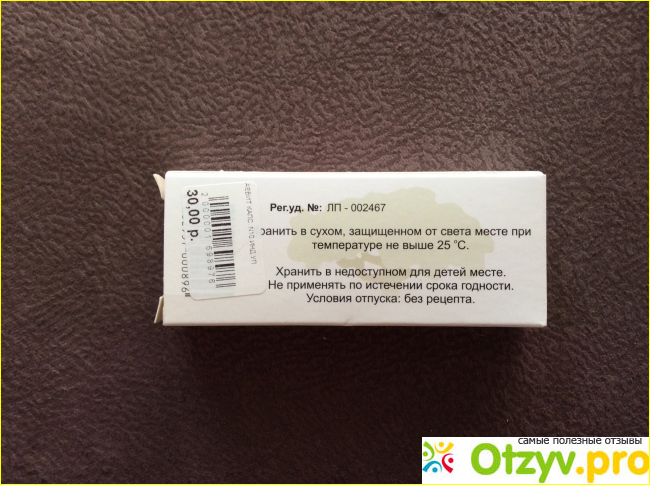 Рег.уд. №: ЛП - 002467
ранить в сухом, защищенном от света месте при
температуре не выше 25 °С.
Хранить в недоступном для детей месте.
Не применять по истечении срока годности.
Условия отпуска: без рецепта.
30,00 р.
самые полезные отзывы
Otzyv.pro